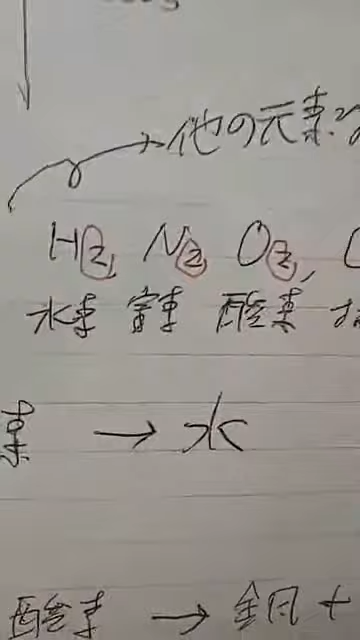 → 他の元素
H₂, N₂ O₂,
水素 窒素 酸素
素 → 水
酸素 → 銅 +